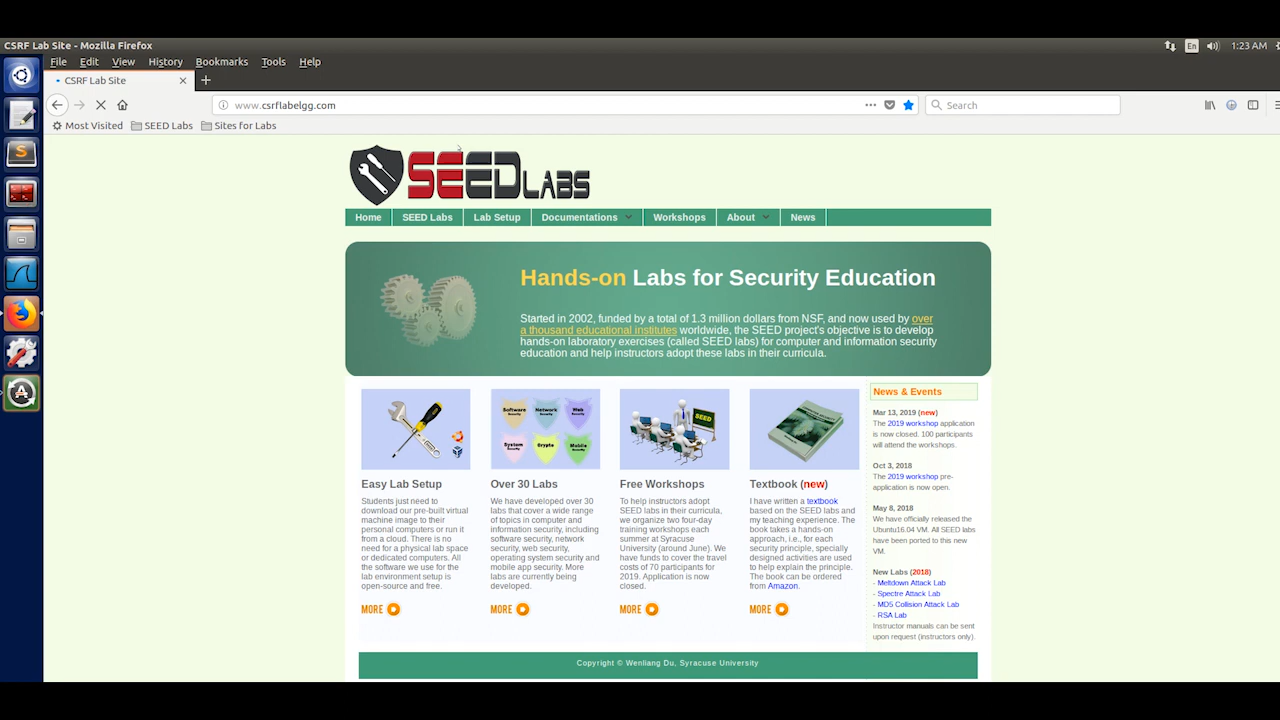 CSRF Lab Site - Mozilla Firefox
En
1:23 AM
File Edit View History Bookmarks Tools Help
CSRF Lab Site
www.csrflabelgg.com
Search
Most Visited SEED Labs Sites for Labs
SEEDLABS
Home SEED Labs Lab Setup Documentations Workshops About News
Hands-on Labs for Security Education
Started in 2002, funded by a total of 1.3 million dollars from NSF, and now used by over
a thousand educational institutes worldwide, the SEED project's objective is to develop
hands-on laboratory exercises (called SEED labs) for computer and information security
education and help instructors adopt these labs in their curricula.
Easy Lab Setup
Students just need to
download our pre-built virtual
machine image to their
personal computers or run it
from a cloud. There is no
need for a physical lab space
or dedicated computers. All
the software we use for the
lab environment setup is
open-source and free.
MORE
Software Security
Network Security
Web Security
System Security
Crypto
Mobile Security
Over 30 Labs
We have developed over 30
labs that cover a wide range
of topics in computer and
information security, including
software security, network
security, web security,
operating system security and
mobile app security. More
labs are currently being
developed.
MORE
SEED
Free Workshops
To help instructors adopt
SEED labs in their curricula,
we organize two four-day
training workshops each
summer at Syracuse
University (around June). We
have funds to cover the travel
costs of 70 participants for
2019. Application is now
closed.
MORE
Textbook (new)
I have written a textbook
based on the SEED labs and
my teaching experience. The
book takes a hands-on
approach, i.e., for each
security principle, specially
designed activities are used
to help explain the principle.
The book can be ordered
from Amazon.
MORE
News & Events
Mar 13, 2019 (new)
The 2019 workshop application
is now closed. 100 participants
will attend the workshops.
Oct 3, 2018
The 2019 workshop pre-
application is now open.
May 8, 2018
We have officially released the
Ubuntu16.04 VM. All SEED labs
have been ported to this new
VM.
New Labs (2018)
- Meltdown Attack Lab
- Spectre Attack Lab
- MD5 Collision Attack Lab
- RSA Lab
Instructor manuals can be sent
upon request (instructors only).
Copyright © Wenliang Du, Syracuse University